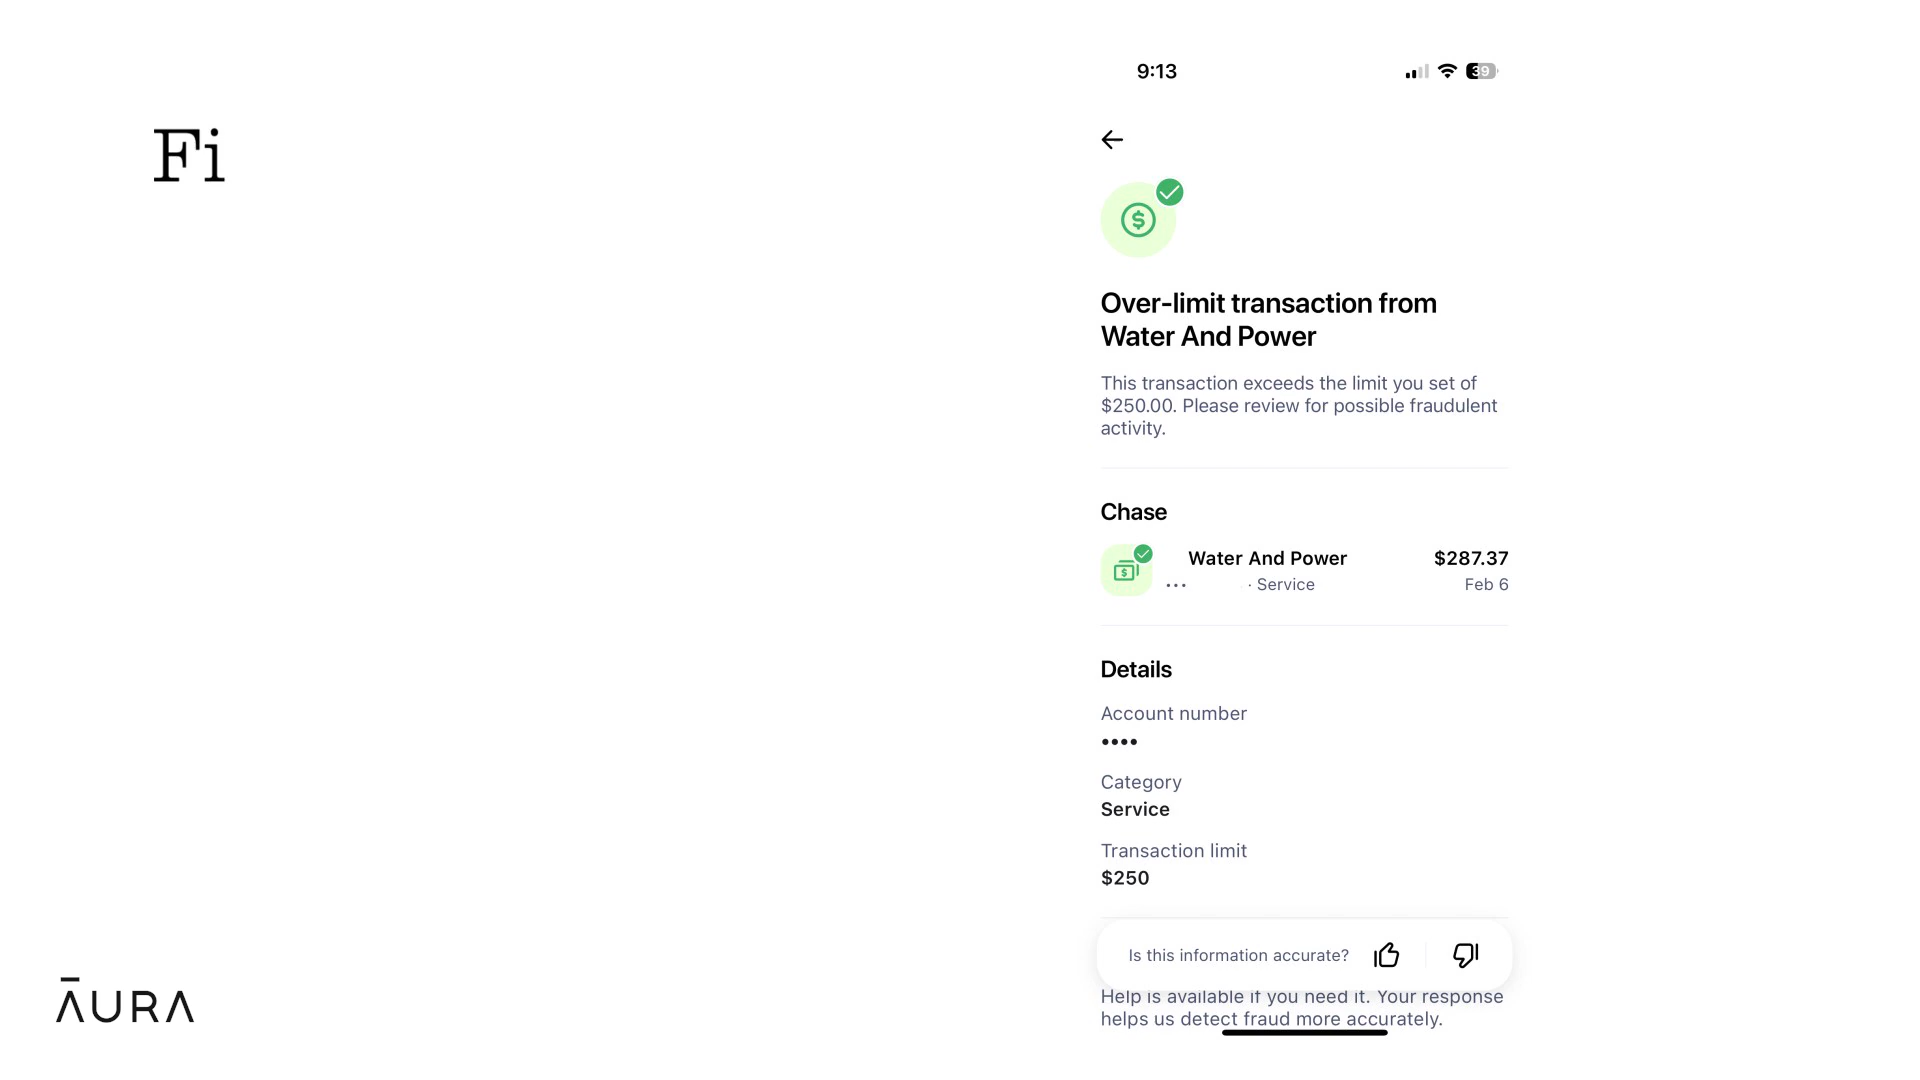 Fi
9:13
39
Over-limit transaction from
Water And Power
This transaction exceeds the limit you set of
$250.00. Please review for possible fraudulent
activity.
Chase
Water And Power $287.37
... · Service Feb 6
Details
Account number
••••
Category
Service
Transaction limit
$250
Is this information accurate?
Help is available if you need it. Your response
helps us detect fraud more accurately.
ĀURA